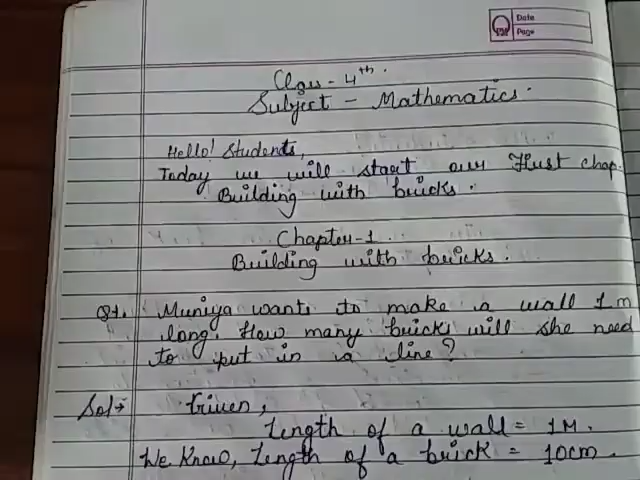 Date
Page
Class - 4th.
Subject - Mathematics.
Hello! Students,
Today we will start our First chap.
Building with bricks.
Chapter-1
Building with bricks.
Q1. Muniya wants to make a wall 1m
long. How many bricks will she need
to put in a line?
Sol→ Given,
Length of a wall = 1M.
We Know, Length of a brick = 10cm.